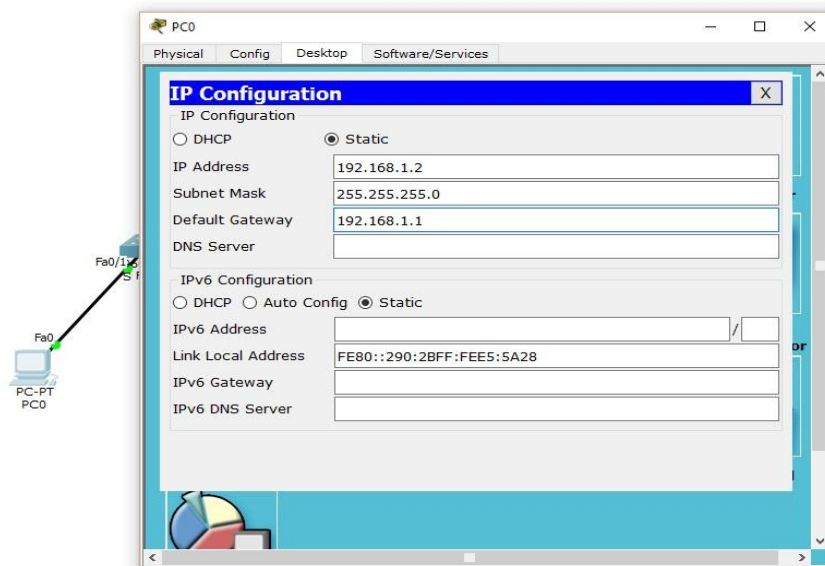 PC0
Physical Config Desktop Software/Services
IP Configuration
X
IP Configuration
DHCP Static
IP Address 192.168.1.2
Subnet Mask 255.255.255.0
Default Gateway 192.168.1.1
DNS Server
IPv6 Configuration
DHCP Auto Config Static
IPv6 Address /
Link Local Address FE80::290:2BFF:FEE5:5A28
IPv6 Gateway
IPv6 DNS Server
Fa0/1
Fa0
PC-PT
PC0
or